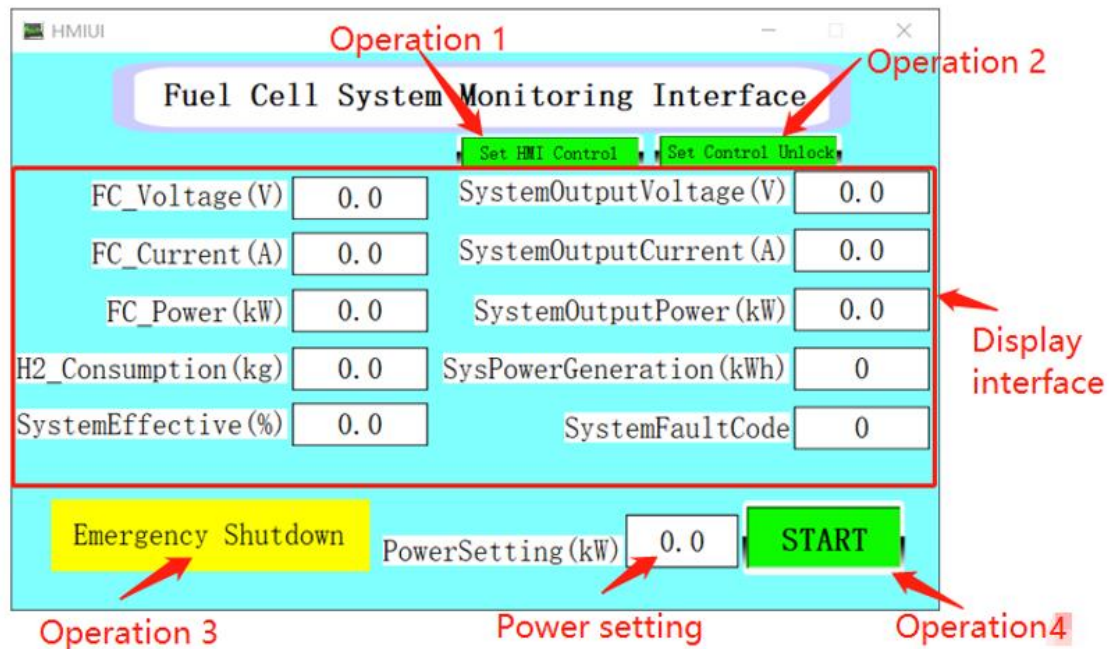 HMIUI
Operation 1
Operation 2
Fuel Cell System Monitoring Interface
Set HMI Control
Set Control Unlock
FC_Voltage(V) 0.0 SystemOutputVoltage(V) 0.0
FC_Current(A) 0.0 SystemOutputCurrent(A) 0.0
FC_Power(kW) 0.0 SystemOutputPower(kW) 0.0
H2_Consumption(kg) 0.0 SysPowerGeneration(kWh) 0
SystemEffective(%) 0.0 SystemFaultCode 0
Display
interface
Emergency Shutdown
PowerSetting(kW) 0.0 START
Operation 3
Power setting
Operation4